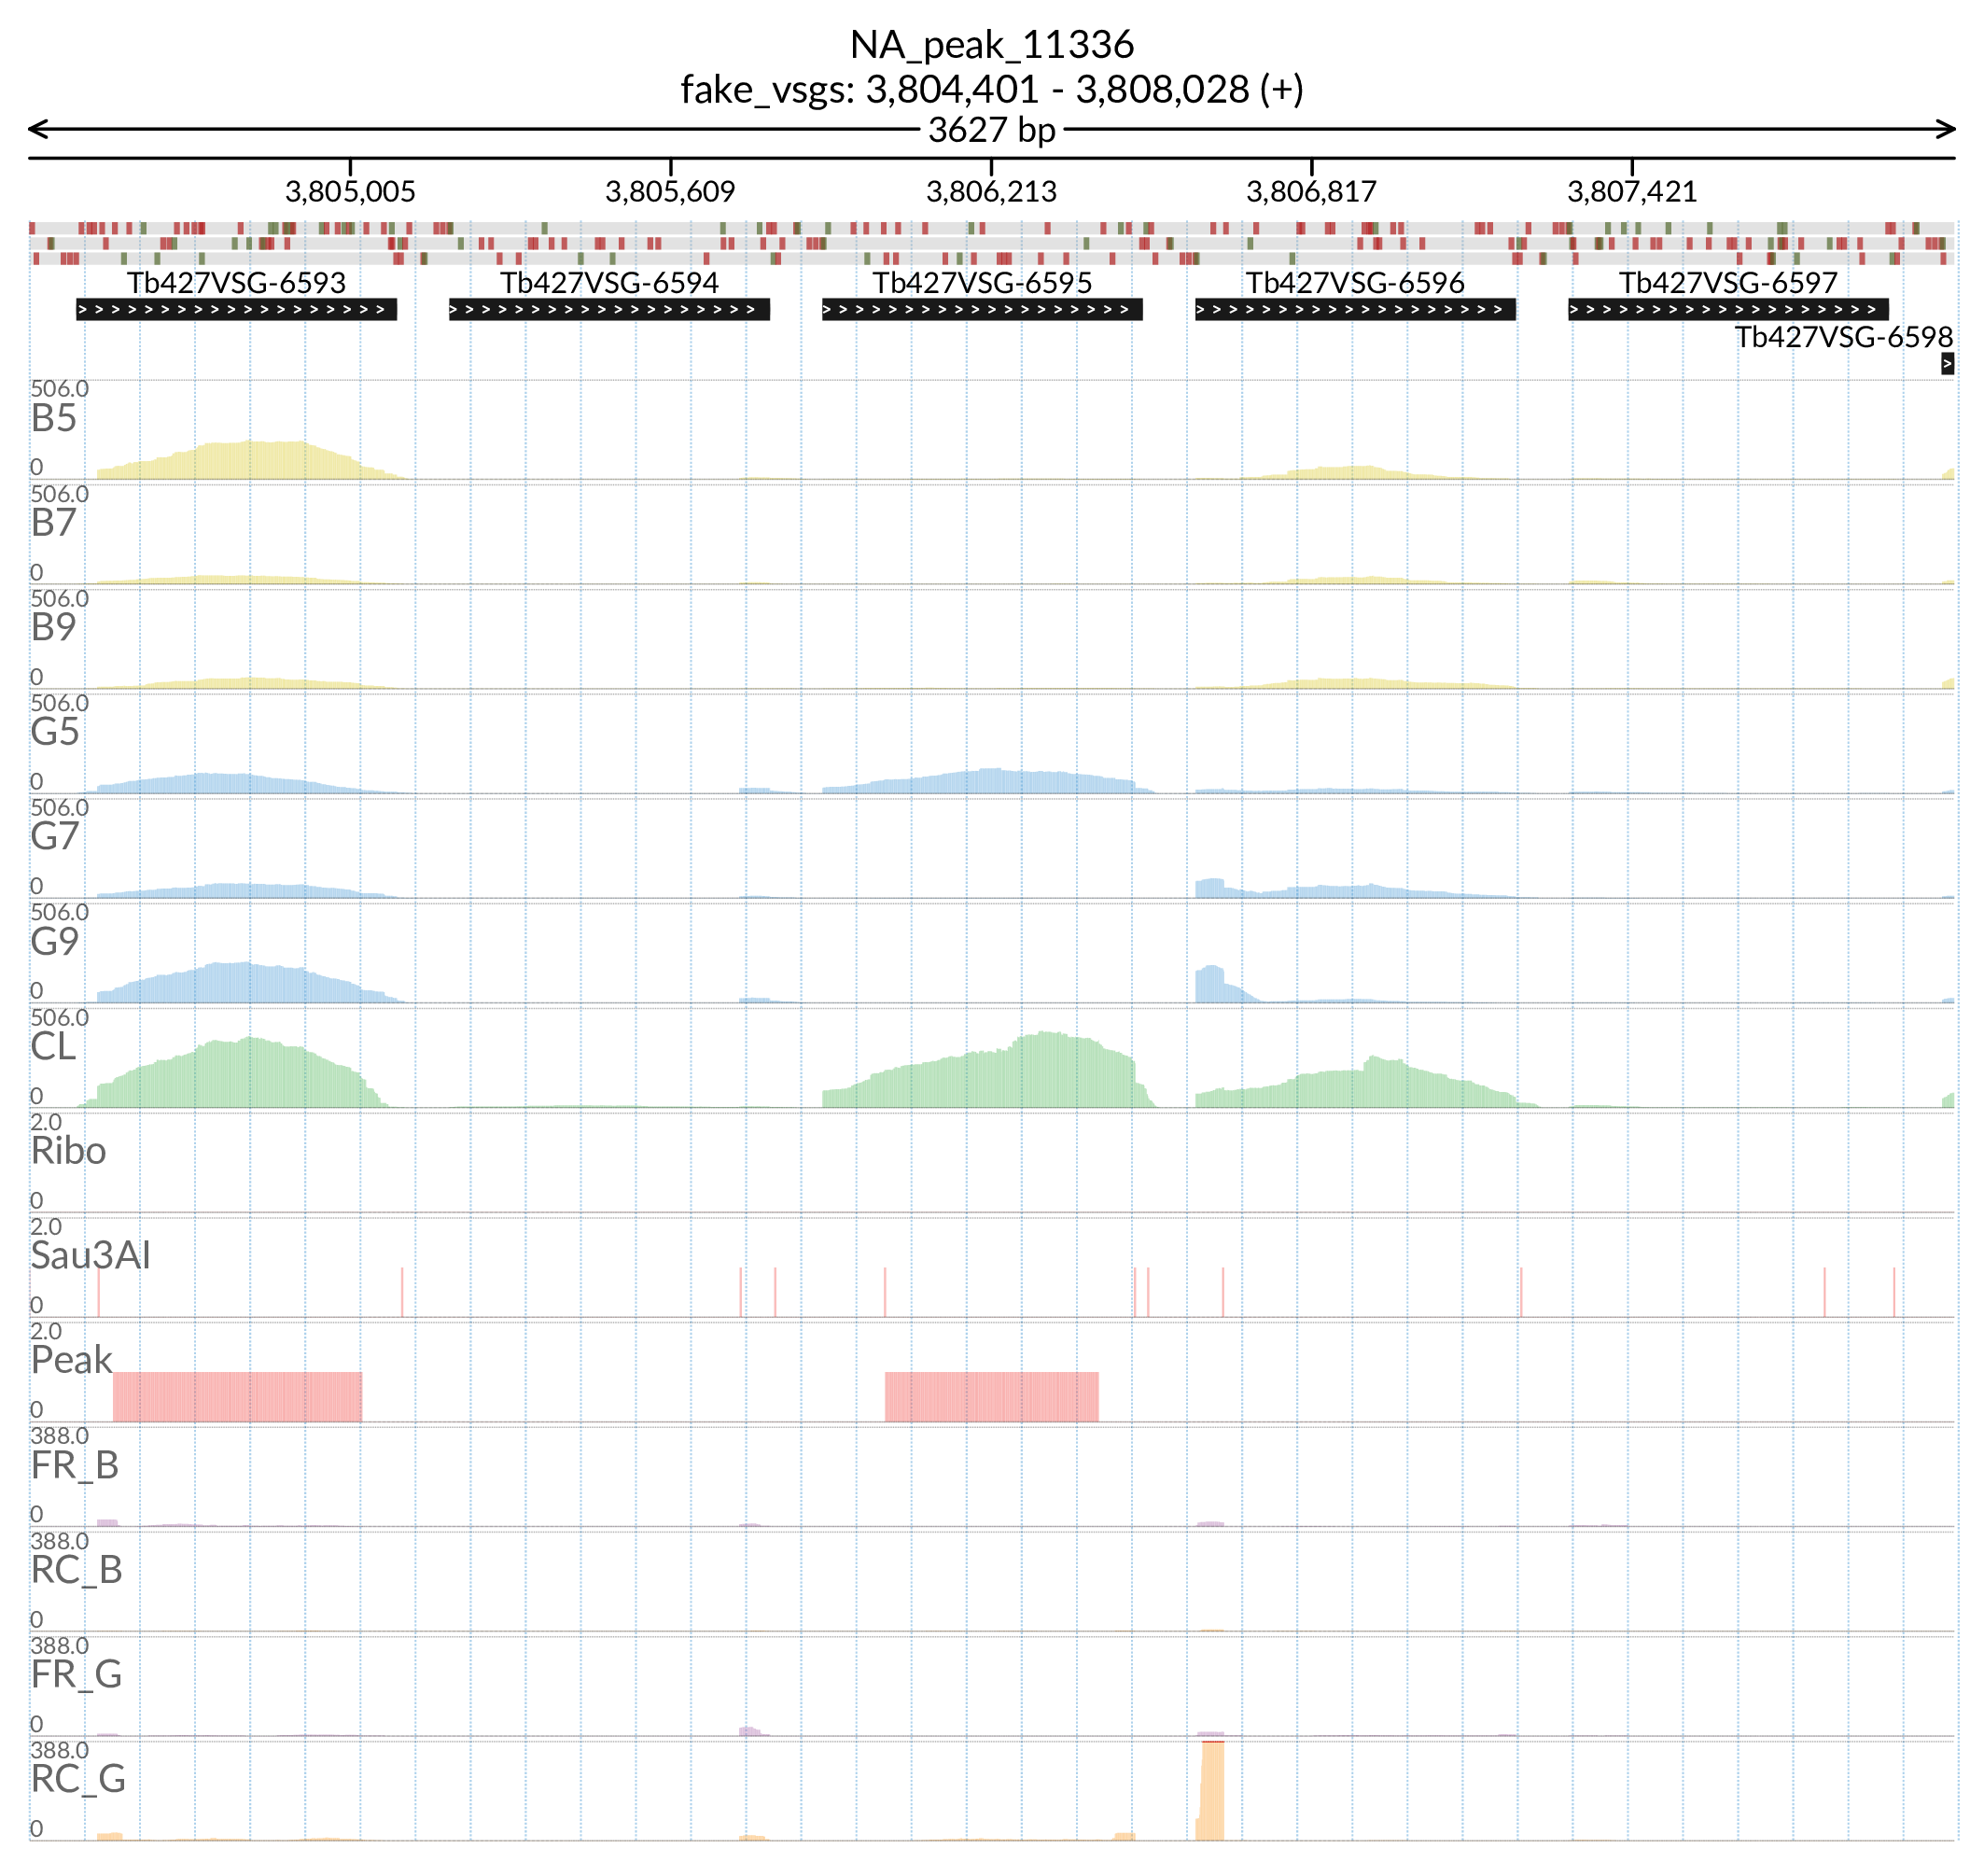 NA_peak_11336
fake_vsgs: 3,804,401 - 3,808,028 (+)
3627 bp
3,805,005 3,805,609 3,806,213 3,806,817 3,807,421
Tb427VSG-6593 Tb427VSG-6594 Tb427VSG-6595 Tb427VSG-6596 Tb427VSG-6597
Tb427VSG-6598
506.0
B5
0
506.0
B7
0
506.0
B9
0
506.0
G5
0
506.0
G7
0
506.0
G9
0
506.0
CL
0
2.0
Ribo
0
2.0
Sau3AI
0
2.0
Peak
0
388.0
FR_B
0
388.0
RC_B
0
388.0
FR_G
0
388.0
RC_G
0